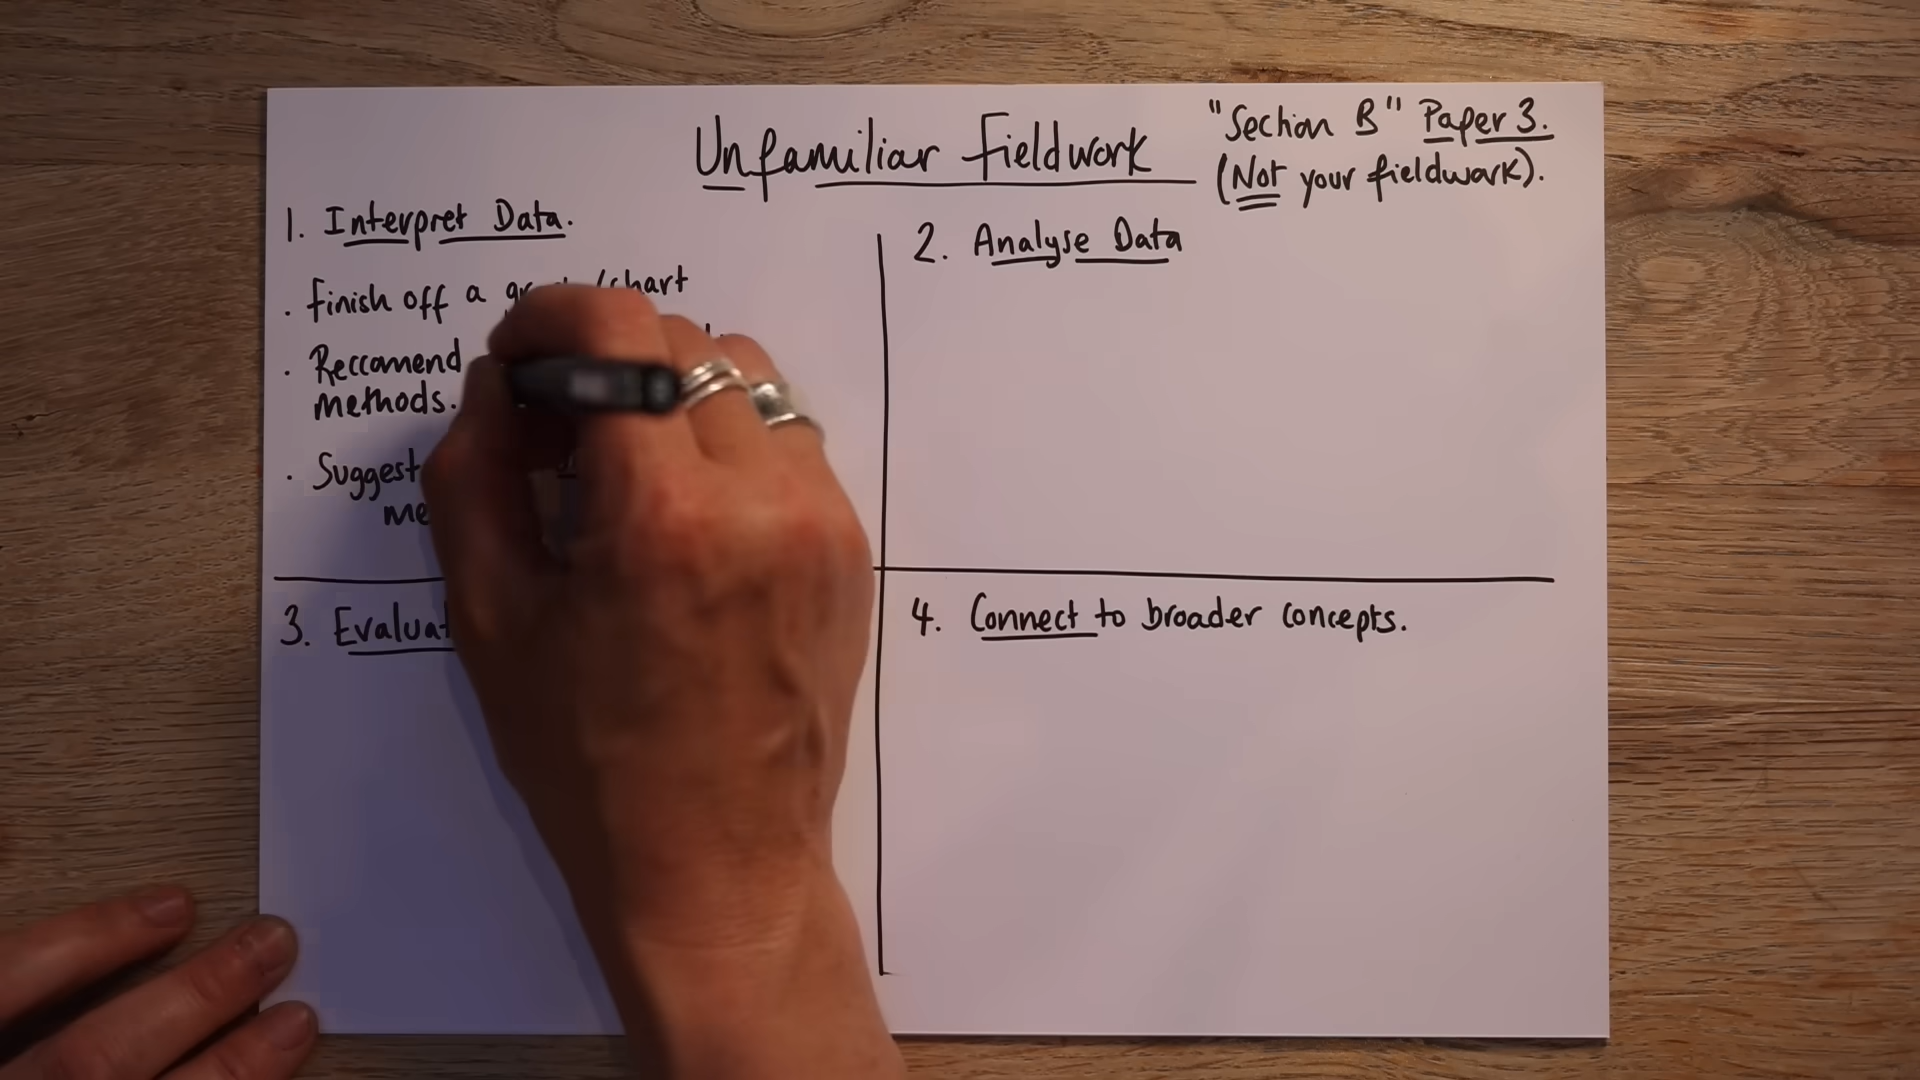 Unfamiliar Fieldwork
"Section B" Paper 3.
(Not your fieldwork).
1. Interpret Data.
. Finish off a /chart
. Reccomend
methods.
. Suggest
2. Analyse Data
3.
4. Connect to broader concepts.